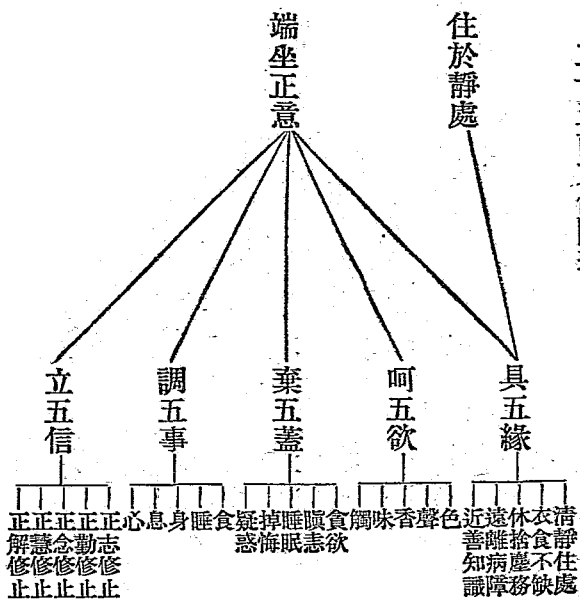 住於靜處
端坐正意
具五緣
呵五欲
棄五蓋
調五事
立五信
清靜住處
衣食不缺
休捨塵務
遠離病障
近善知識
色
聲
香
味
觸
貪欲
瞋恚
睡眠
掉悔
疑惑
食
睡
身
息
心
正志修止
正勤修止
正念修止
正慧修止
正解修止